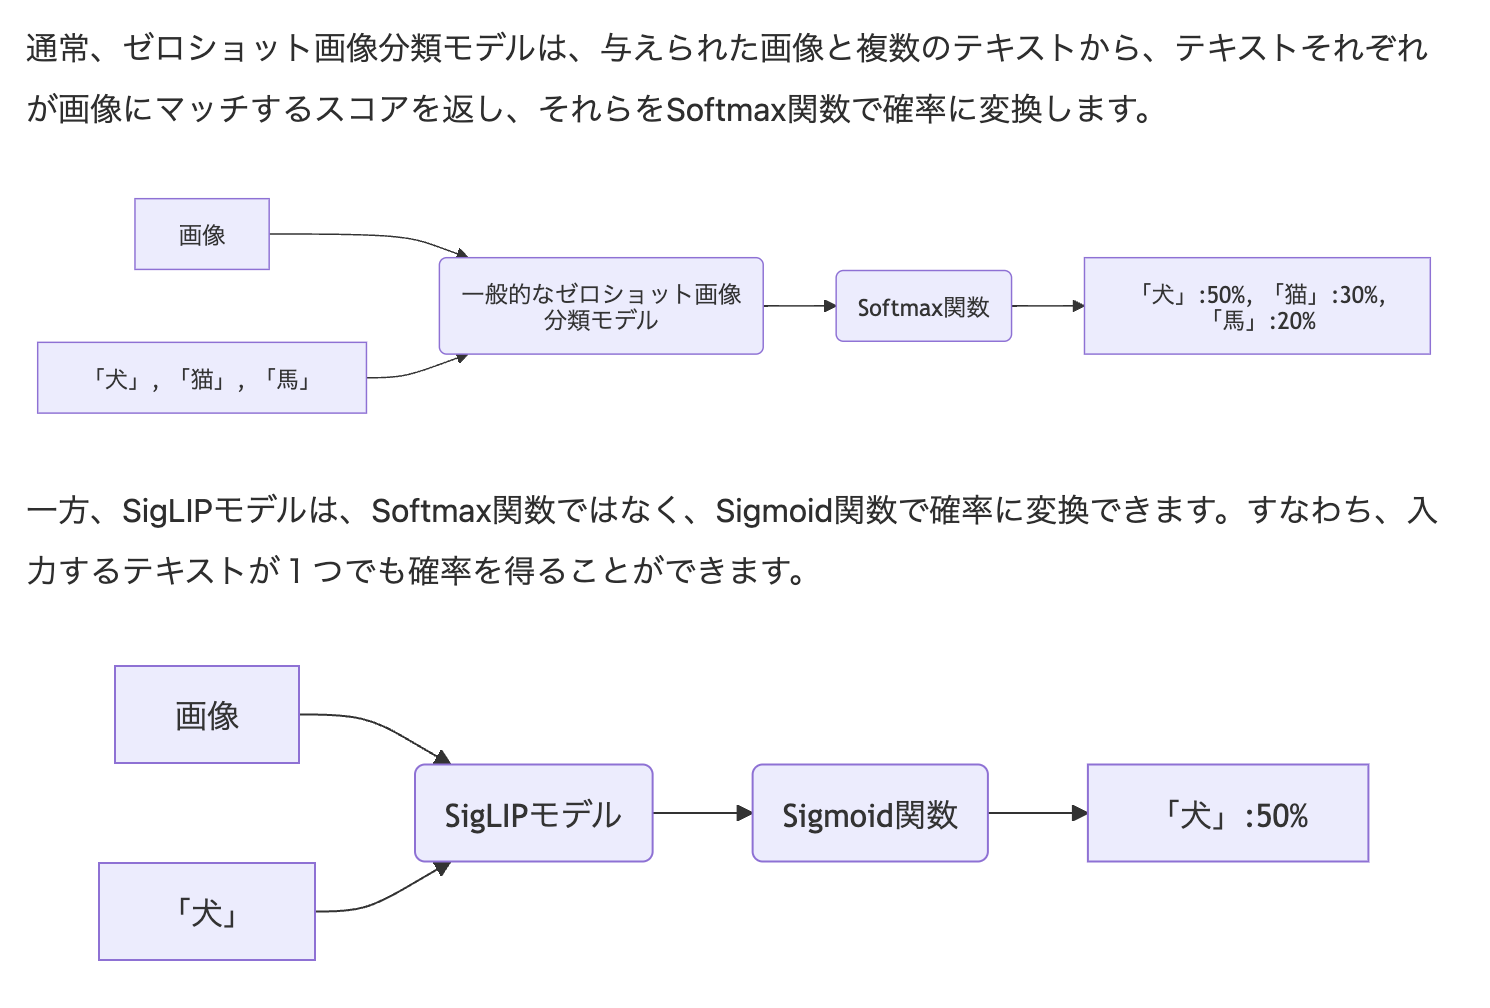 通常、ゼロショット画像分類モデルは、与えられた画像と複数のテキストから、テキストそれぞれ
が画像にマッチするスコアを返し、それらをSoftmax関数で確率に変換します。
画像
「犬」, 「猫」, 「馬」
一般的なゼロショット画像
分類モデル
Softmax関数
「犬」:50%, 「猫」:30%,
「馬」:20%
一方、SigLIPモデルは、Softmax関数ではなく、Sigmoid関数で確率に変換できます。すなわち、入
力するテキストが１つでも確率を得ることができます。
画像
「犬」
SigLIPモデル
Sigmoid関数
「犬」:50%